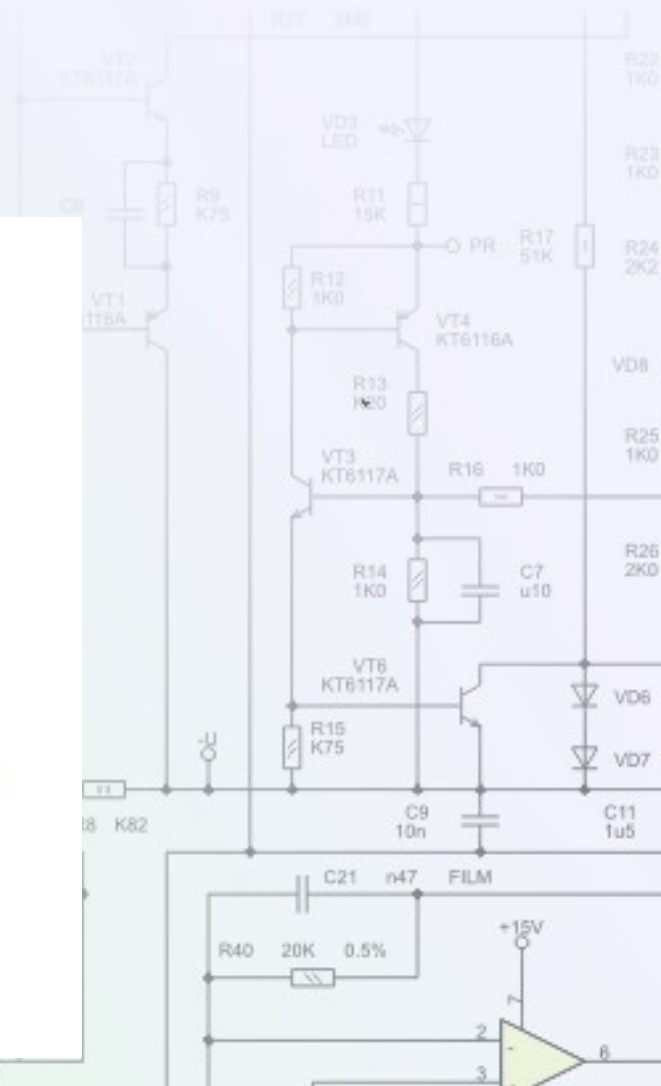 R27 3M6
VT2
KT6117A
R22
1K0
VD3
LED
R23
1K0
C6
R9
K75
R11
15K
PR
R17
51K
R24
2K2
R12
1K0
VT1
116A
VT4
KT6116A
VD8
R13
K20
R25
1K0
VT3
KT6117A
R16 1K0
R14
1K0
C7
u10
R26
2K0
VT6
KT6117A
VD6
R15
K75
-U
VD7
K82
C9
10n
C11
1u5
C21 n47 FILM
+15V
R40 20K 0.5%
7
2
-
6
3